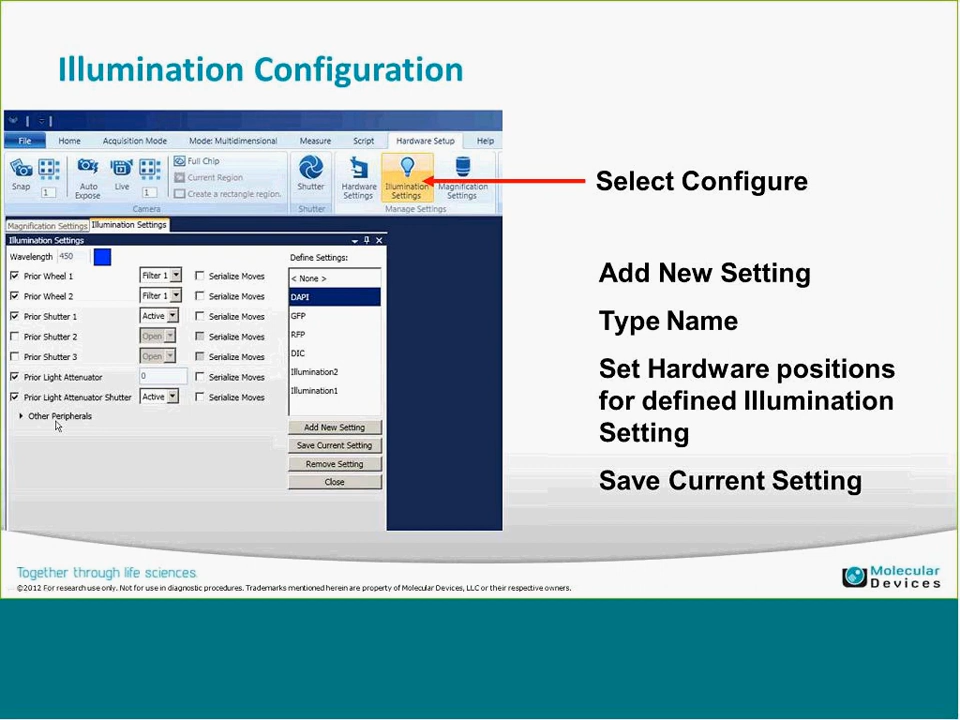 Illumination Configuration
File Home Acquisition Mode Mode: Multidimensional Measure Script Hardware Setup Help
Snap
1
Auto Expose
Live
1
Full Chip
Current Region
Create a rectangle region.
Camera
Shutter
Shutter
Hardware Settings
Illumination Settings
Magnification Settings
Manage Settings
Select Configure
Magnification Settings Illumination Settings
Illumination Settings
Wavelength 450
Prior Wheel 1 Filter 1 Serialize Moves
Prior Wheel 2 Filter 1 Serialize Moves
Prior Shutter 1 Active Serialize Moves
Prior Shutter 2 Open Serialize Moves
Prior Shutter 3 Open Serialize Moves
Prior Light Attenuator 0 Serialize Moves
Prior Light Attenuator Shutter Active Serialize Moves
Other Peripherals
Define Settings:
< None >
DAPI
GFP
RFP
DIC
Illumination2
Illumination1
Add New Setting
Save Current Setting
Remove Setting
Close
Add New Setting
Type Name
Set Hardware positions
for defined Illumination
Setting
Save Current Setting
Together through life sciences
©2012 For research use only. Not for use in diagnostic procedures. Trademarks mentioned herein are property of Molecular Devices, LLC or their respective owners.
Molecular
Devices